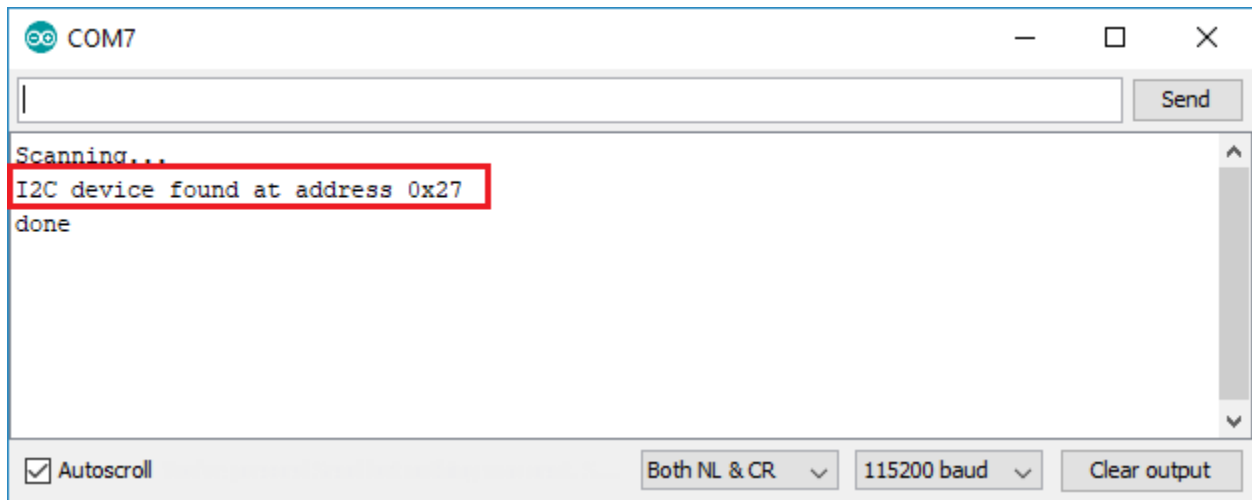 COM7
Send
Scanning...
I2C device found at address 0x27
done
Autoscroll
Both NL & CR
115200 baud
Clear output